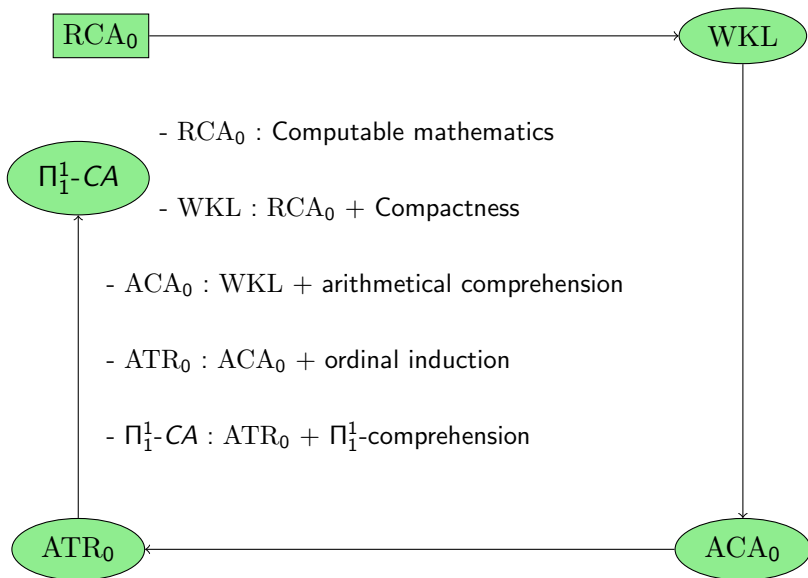 RCA₀
WKL
Π¹₁-CA
- RCA₀ : Computable mathematics
- WKL : RCA₀ + Compactness
- ACA₀ : WKL + arithmetical comprehension
- ATR₀ : ACA₀ + ordinal induction
- Π¹₁-CA : ATR₀ + Π¹₁-comprehension
ATR₀
ACA₀